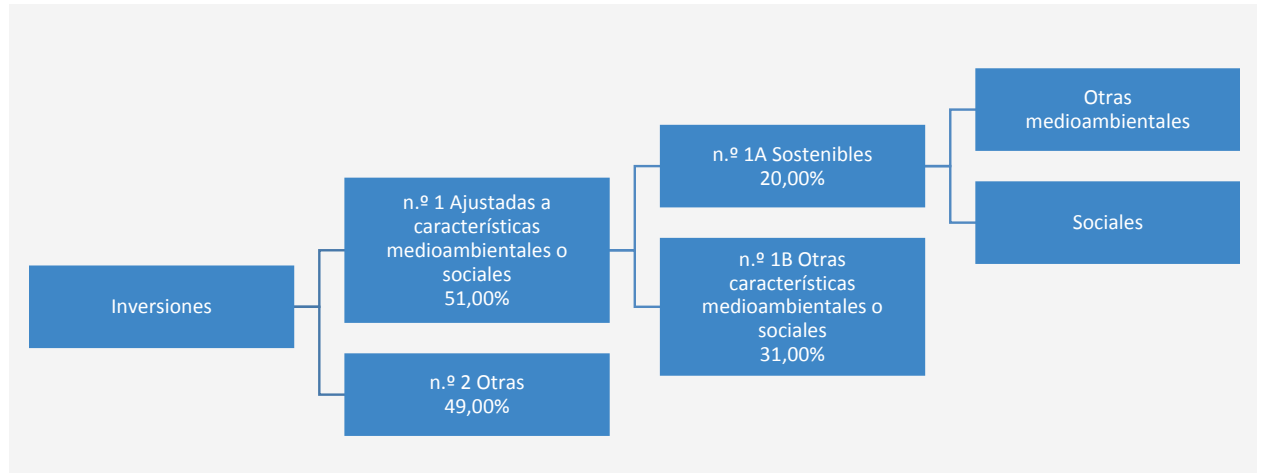 Inversiones
n.º 1 Ajustadas a
características
medioambientales o
sociales
51,00%
n.º 2 Otras
49,00%
n.º 1A Sostenibles
20,00%
n.º 1B Otras
características
medioambientales o
sociales
31,00%
Otras
medioambientales
Sociales